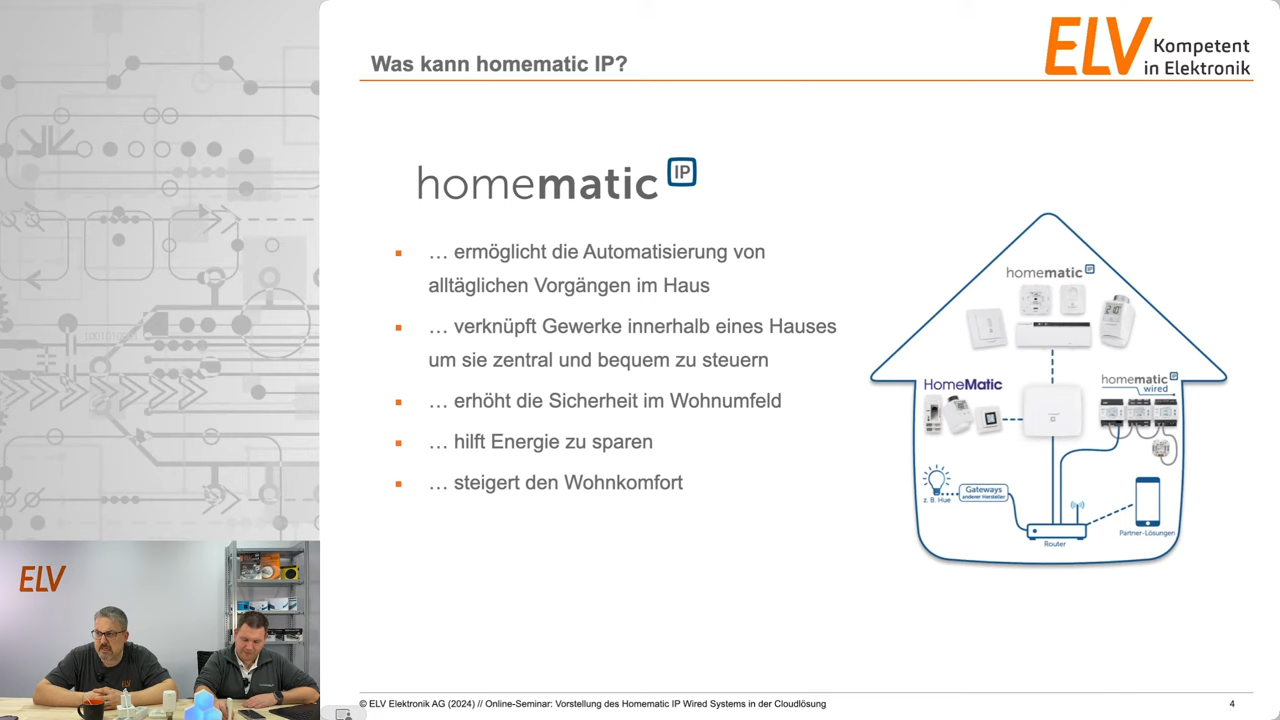 Was kann homematic IP?
ELV Kompetent
in Elektronik
homematic IP
… ermöglicht die Automatisierung von
alltäglichen Vorgängen im Haus
… verknüpft Gewerke innerhalb eines Hauses
um sie zentral und bequem zu steuern
… erhöht die Sicherheit im Wohnumfeld
… hilft Energie zu sparen
… steigert den Wohnkomfort
homematic IP
HomeMatic
homematic IP
wired
z. B. Hue
Gateways
anderer Hersteller
Router
Partner-Lösungen
ELV
© ELV Elektronik AG (2024) // Online-Seminar: Vorstellung des Homematic IP Wired Systems in der Cloudlösung
4